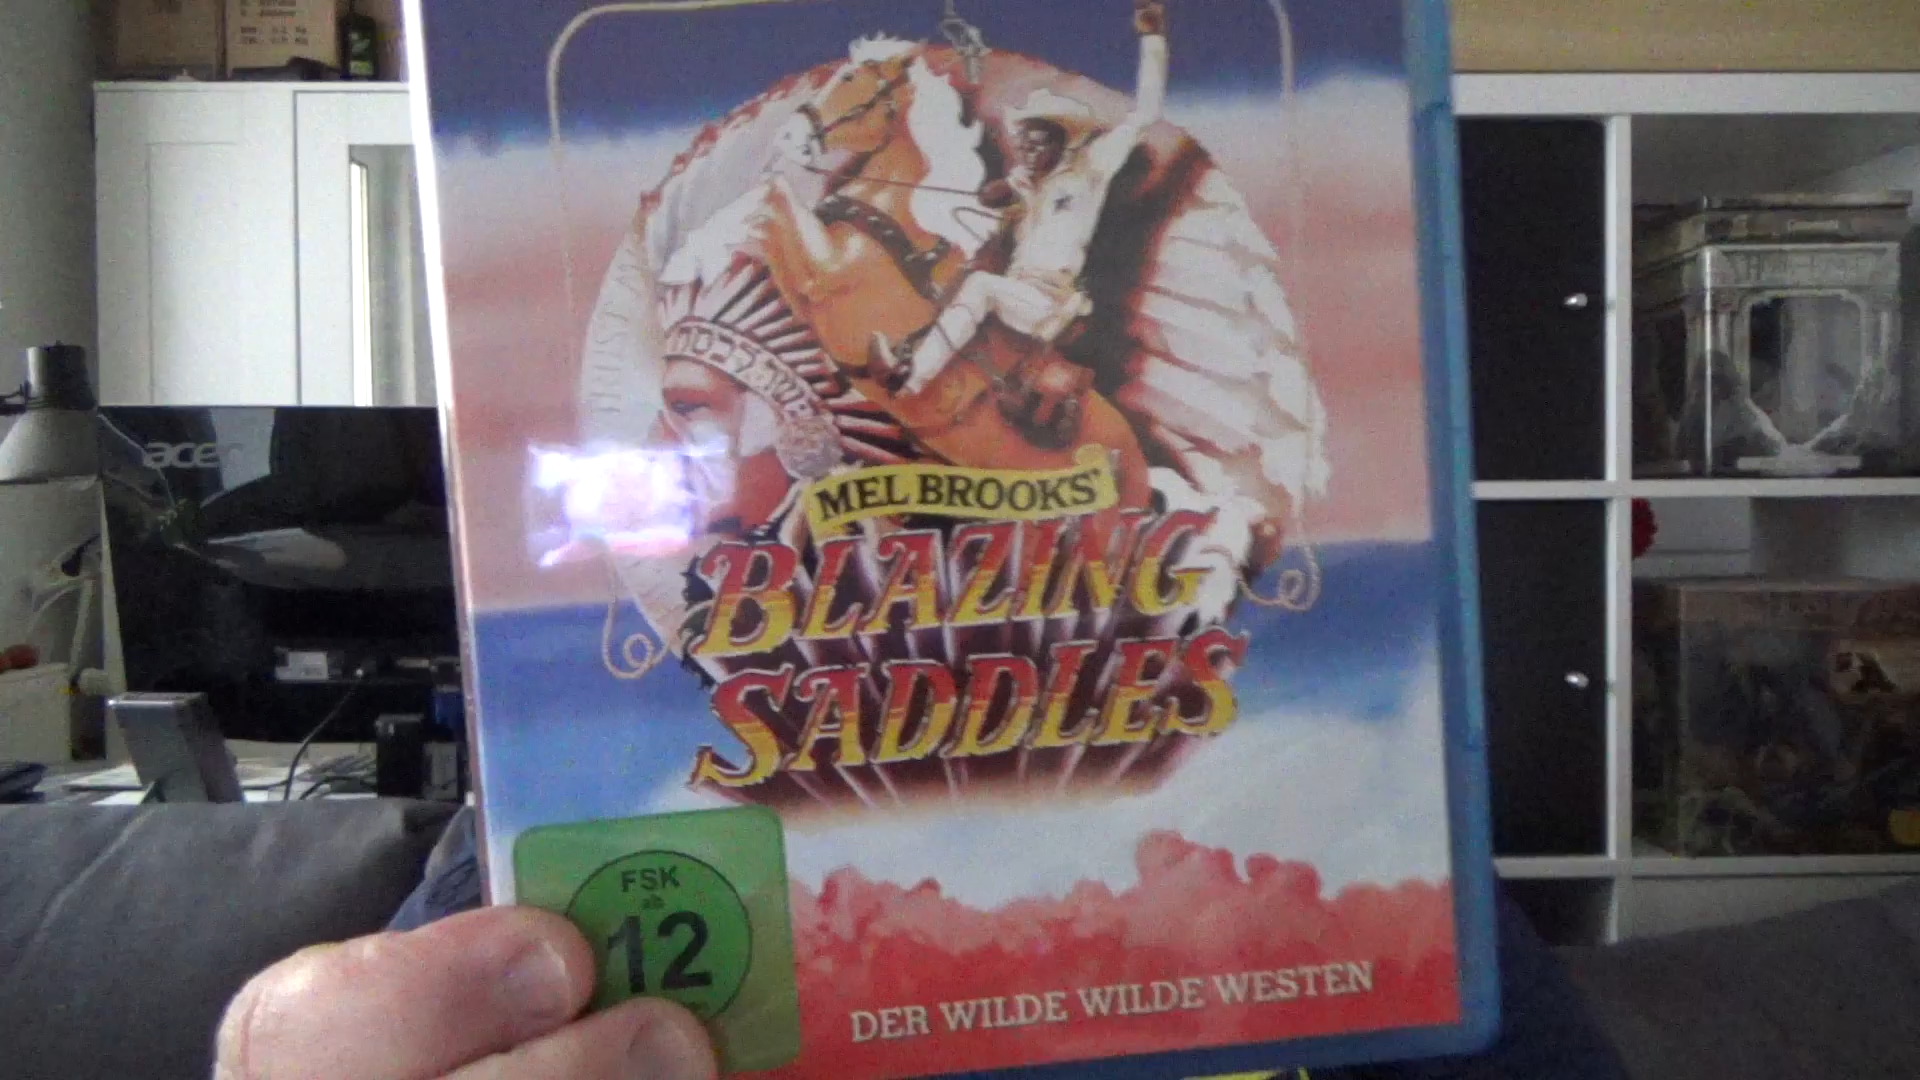 acer
MEL BROOKS'
BLAZING
SADDLES
FSK
ab
12
DER WILDE WILDE WESTEN